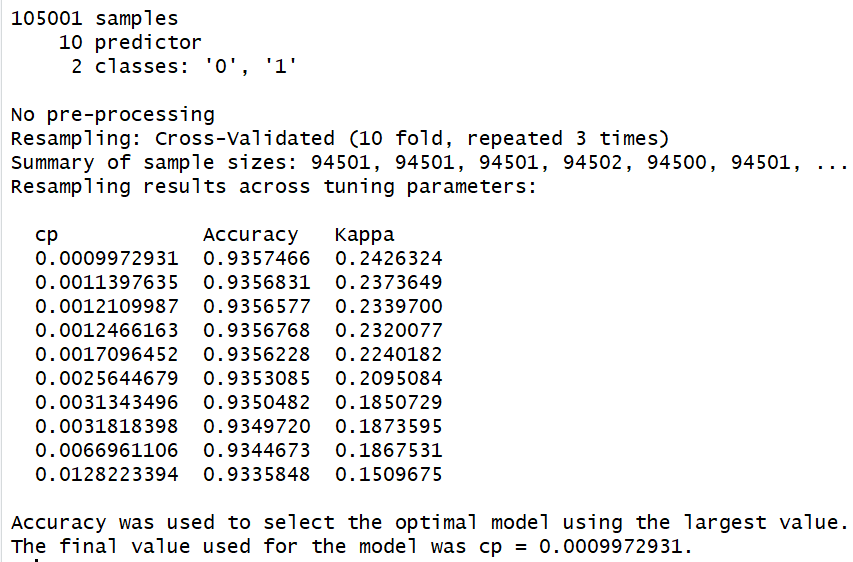 105001 samples
    10 predictor
     2 classes: '0', '1'

No pre-processing
Resampling: Cross-Validated (10 fold, repeated 3 times)
Summary of sample sizes: 94501, 94501, 94501, 94502, 94500, 94501, ...
Resampling results across tuning parameters:

  cp            Accuracy   Kappa
  0.0009972931  0.9357466  0.2426324
  0.0011397635  0.9356831  0.2373649
  0.0012109987  0.9356577  0.2339700
  0.0012466163  0.9356768  0.2320077
  0.0017096452  0.9356228  0.2240182
  0.0025644679  0.9353085  0.2095084
  0.0031343496  0.9350482  0.1850729
  0.0031818398  0.9349720  0.1873595
  0.0066961106  0.9344673  0.1867531
  0.0128223394  0.9335848  0.1509675

Accuracy was used to select the optimal model using the largest value.
The final value used for the model was cp = 0.0009972931.